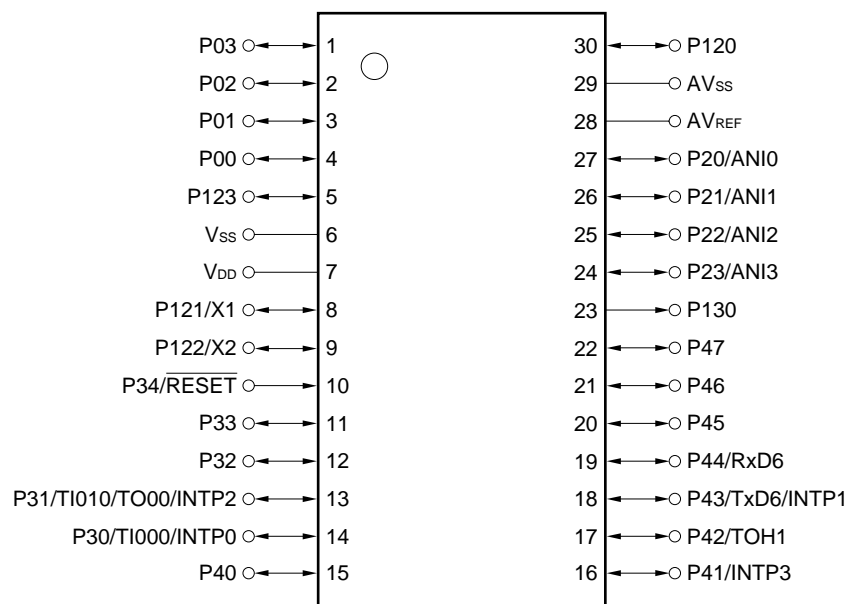 P03 1 30 P120
P02 2 29 AVSS
P01 3 28 AVREF
P00 4 27 P20/ANI0
P123 5 26 P21/ANI1
VSS 6 25 P22/ANI2
VDD 7 24 P23/ANI3
P121/X1 8 23 P130
P122/X2 9 22 P47
P34/RESET 10 21 P46
P33 11 20 P45
P32 12 19 P44/RxD6
P31/TI010/TO00/INTP2 13 18 P43/TxD6/INTP1
P30/TI000/INTP0 14 17 P42/TOH1
P40 15 16 P41/INTP3